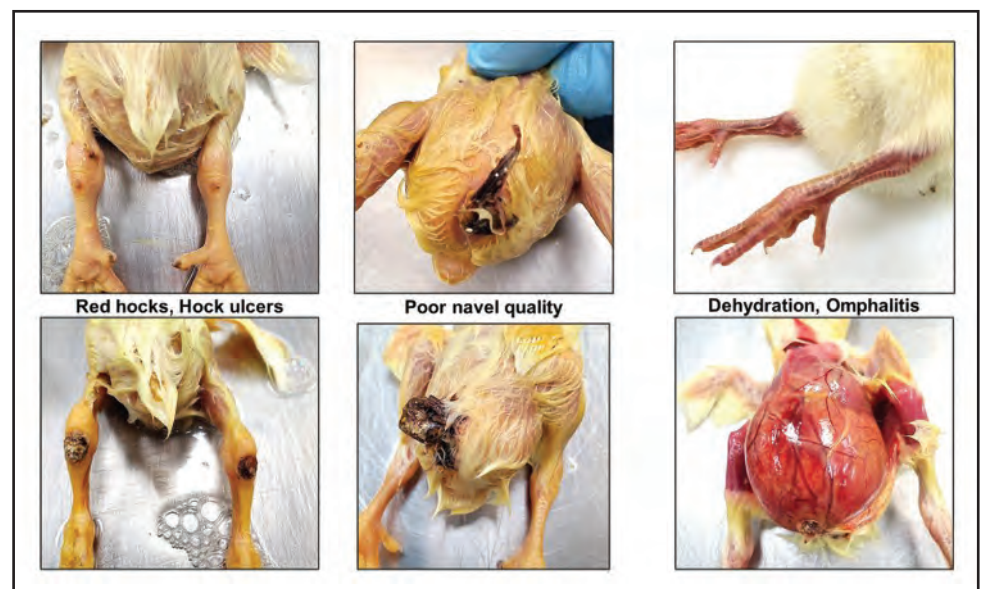 Red hocks, Hock ulcers
Poor navel quality
Dehydration, Omphalitis